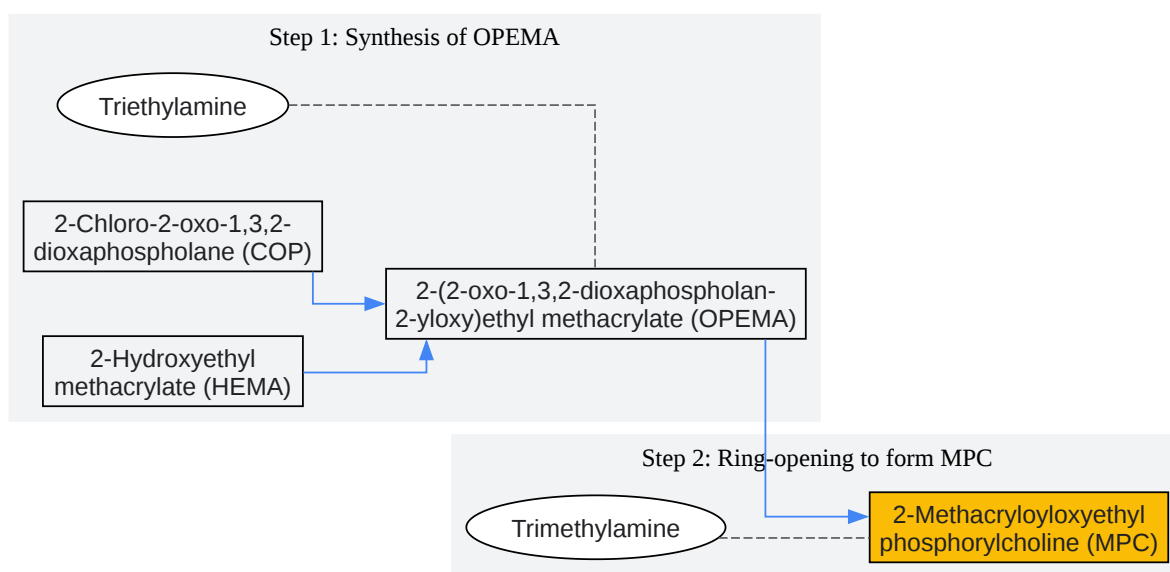 Step 1: Synthesis of OPEMA
Triethylamine
2-Chloro-2-oxo-1,3,2-
dioxaphospholane (COP)
2-(2-oxo-1,3,2-dioxaphospholan-
2-yloxy)ethyl methacrylate (OPEMA)
2-Hydroxyethyl
methacrylate (HEMA)
Step 2: Ring-opening to form MPC
Trimethylamine
2-Methacryloyloxyethyl
phosphorylcholine (MPC)